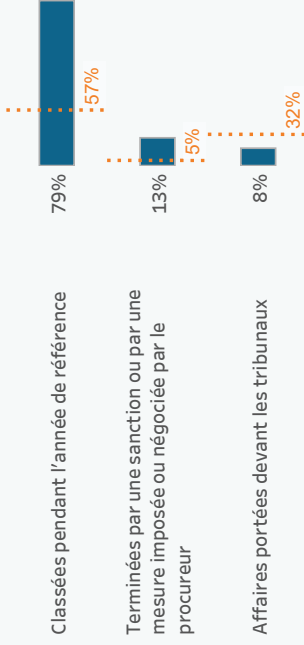 Classées pendant l'année de référence
79%
57%
Terminées par une sanction ou par une
mesure imposée ou négociée par le
procureur
13%
5%
Affaires portées devant les tribunaux
8%
32%